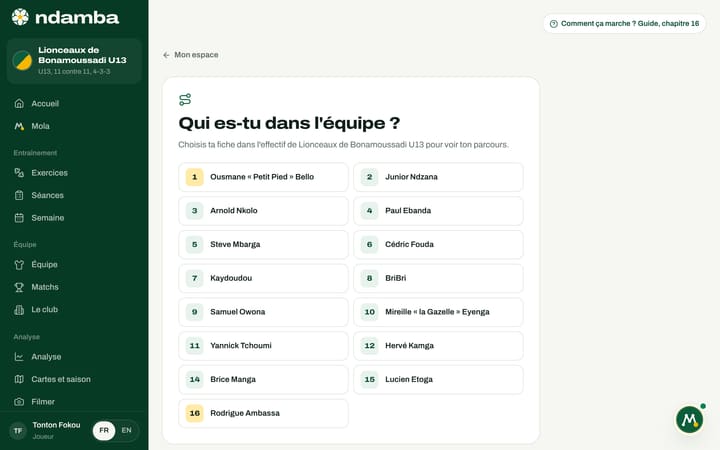 ndamba
Comment ça marche ? Guide, chapitre 16
Lionceaux de
Bonamoussadi U13
U13, 11 contre 11, 4-3-3
Accueil
Mola
Entraînement
Exercices
Séances
Semaine
Équipe
Équipe
Matchs
Le club
Analyse
Analyse
Cartes et saison
Filmer
TF
Tonton Fokou
Joueur
FR EN
Mon espace
Qui es-tu dans l'équipe ?
Choisis ta fiche dans l'effectif de Lionceaux de Bonamoussadi U13 pour voir ton parcours.
1 Ousmane « Petit Pied » Bello
2 Junior Ndzana
3 Arnold Nkolo
4 Paul Ebanda
5 Steve Mbarga
6 Cédric Fouda
7 Kaydoudou
8 BriBri
9 Samuel Owona
10 Mireille « la Gazelle » Eyenga
11 Yannick Tchoumi
12 Hervé Kamga
14 Brice Manga
15 Lucien Etoga
16 Rodrigue Ambassa